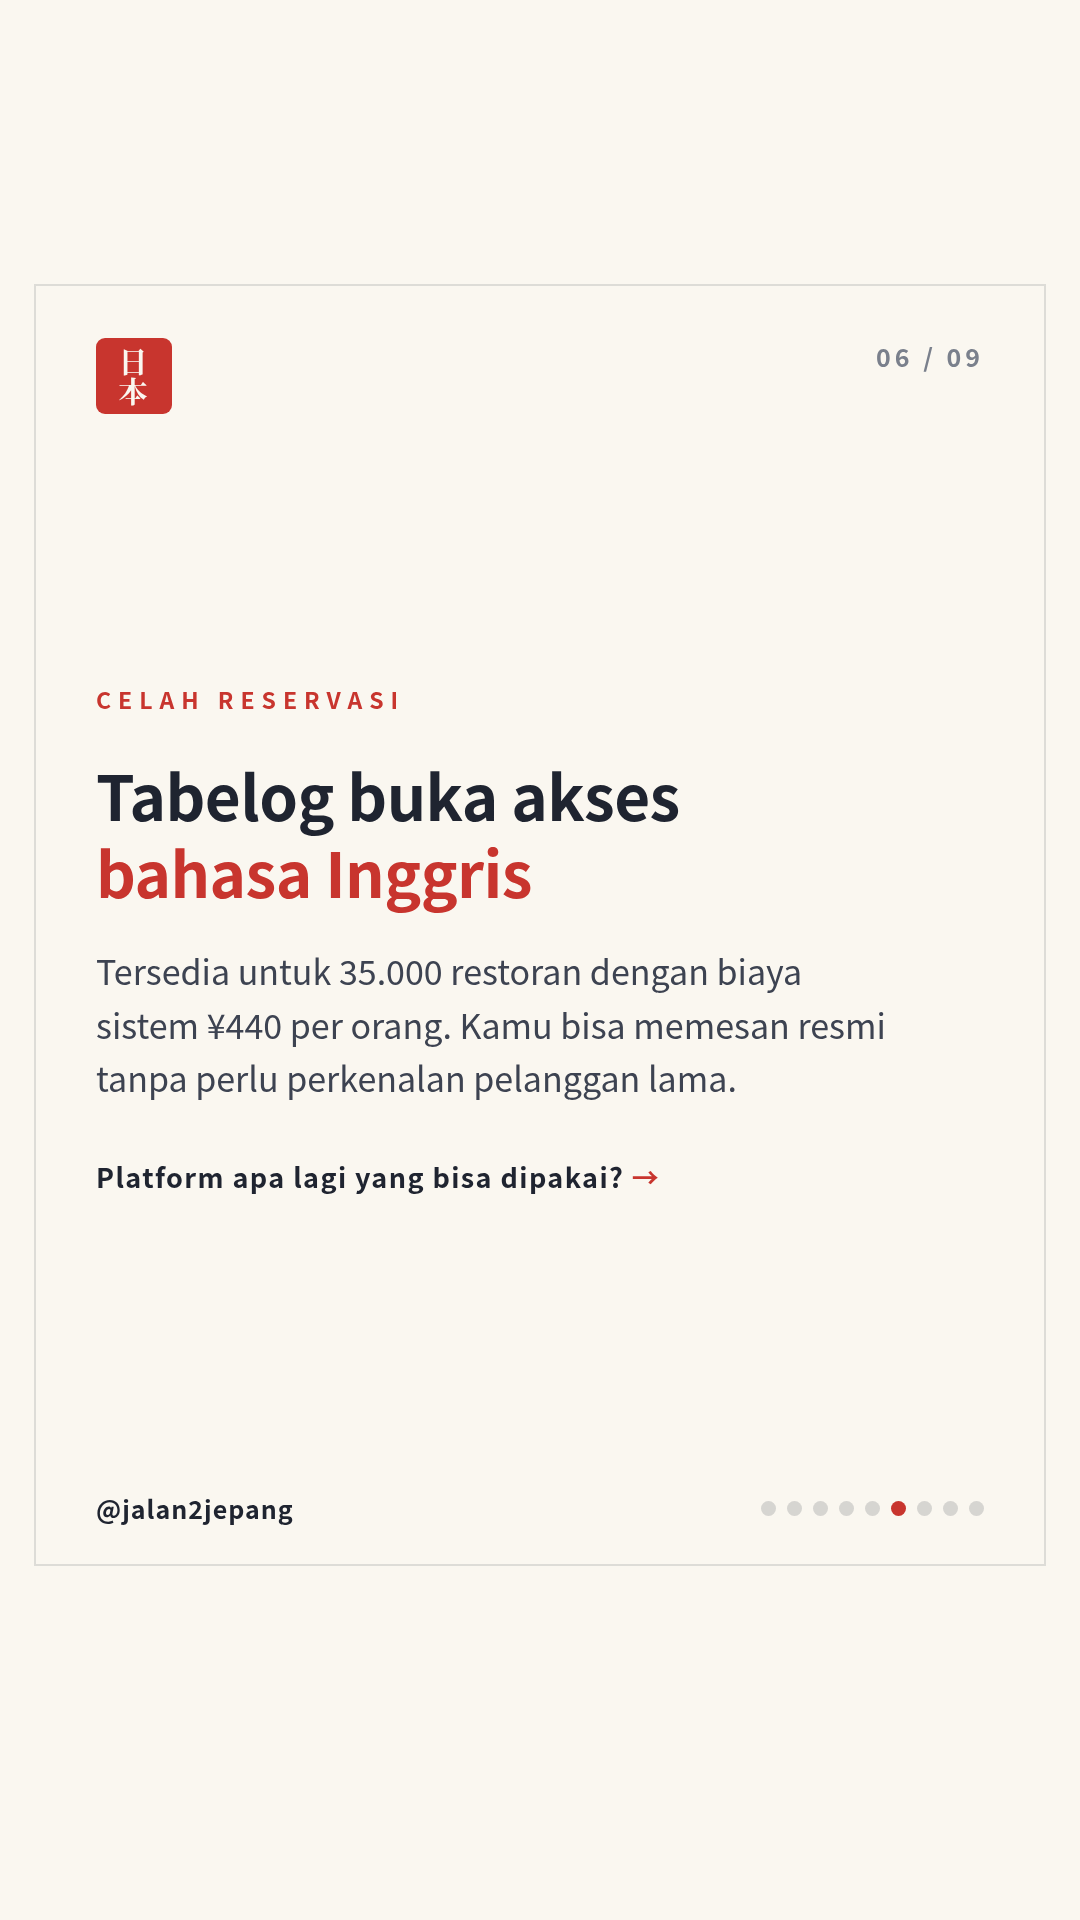 日
本
06 / 09
CELAH RESERVASI
Tabelog buka akses
bahasa Inggris
Tersedia untuk 35.000 restoran dengan biaya
sistem ¥440 per orang. Kamu bisa memesan resmi
tanpa perlu perkenalan pelanggan lama.
Platform apa lagi yang bisa dipakai? →
@jalan2jepang